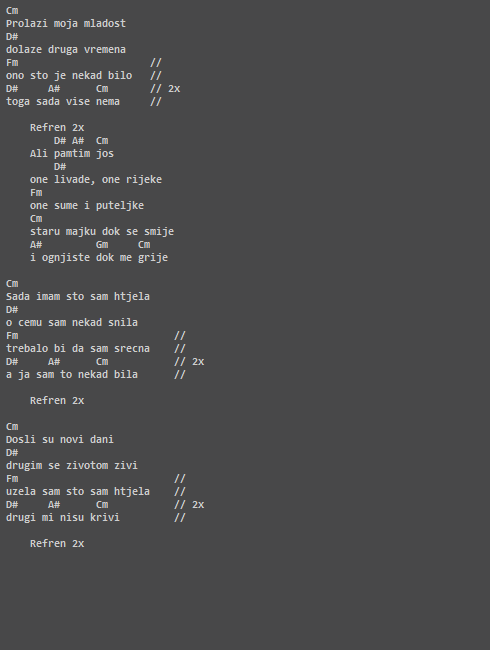 Cm
Prolazi moja mladost
D#
dolaze druga vremena
Fm                      //
ono sto je nekad bilo   //
D#     A#      Cm       // 2x
toga sada vise nema     //

    Refren 2x
        D# A#  Cm
    Ali pamtim jos
        D#
    one livade, one rijeke
    Fm
    one sume i puteljke
    Cm
    staru majku dok se smije
    A#         Gm     Cm
    i ognjiste dok me grije

Cm
Sada imam sto sam htjela
D#
o cemu sam nekad snila
Fm                          //
trebalo bi da sam srecna    //
D#     A#      Cm           // 2x
a ja sam to nekad bila      //

    Refren 2x

Cm
Dosli su novi dani
D#
drugim se zivotom zivi
Fm                          //
uzela sam sto sam htjela    //
D#     A#      Cm           // 2x
drugi mi nisu krivi         //

    Refren 2x